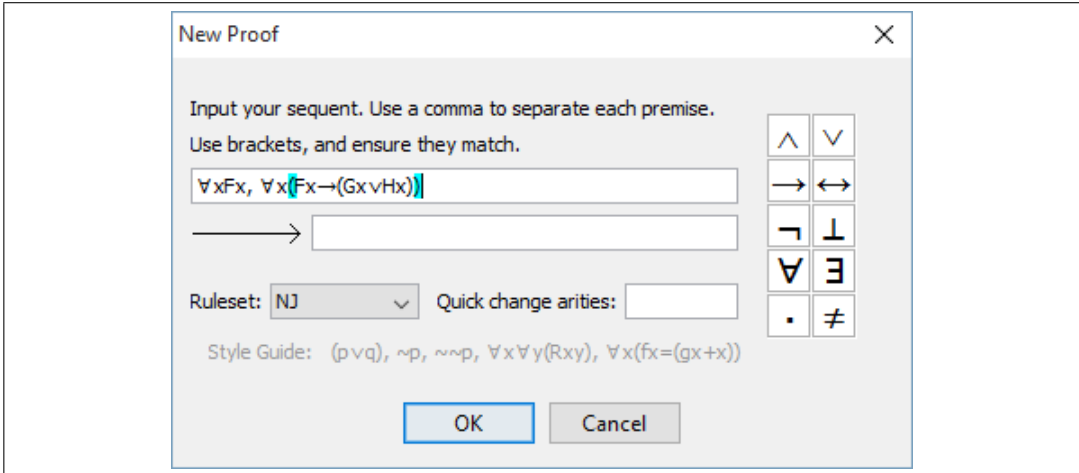 New Proof
Input your sequent. Use a comma to separate each premise.
Use brackets, and ensure they match.
∀xFx, ∀x(Fx→(Gx∨Hx))
∧ ∨
→ ↔
¬ ⊥
∀ ∃
· ≠
Ruleset: NJ Quick change arities:
Style Guide: (p∨q), ~p, ~~p, ∀x∀y(Rxy), ∀x(fx=(gx+x))
OK Cancel